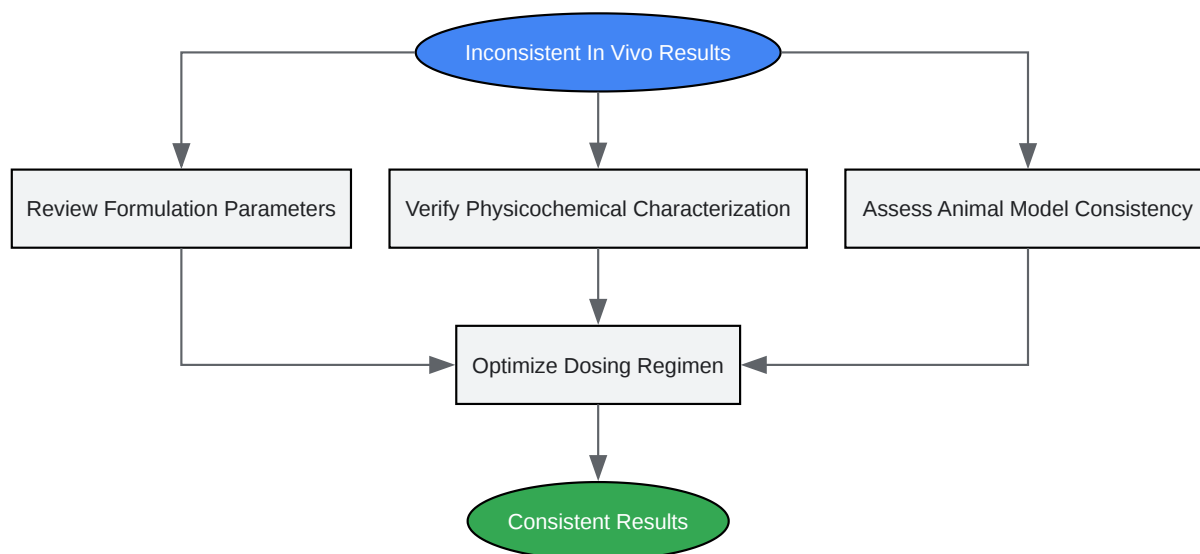 Inconsistent In Vivo Results
Review Formulation Parameters
Verify Physicochemical Characterization
Assess Animal Model Consistency
Optimize Dosing Regimen
Consistent Results